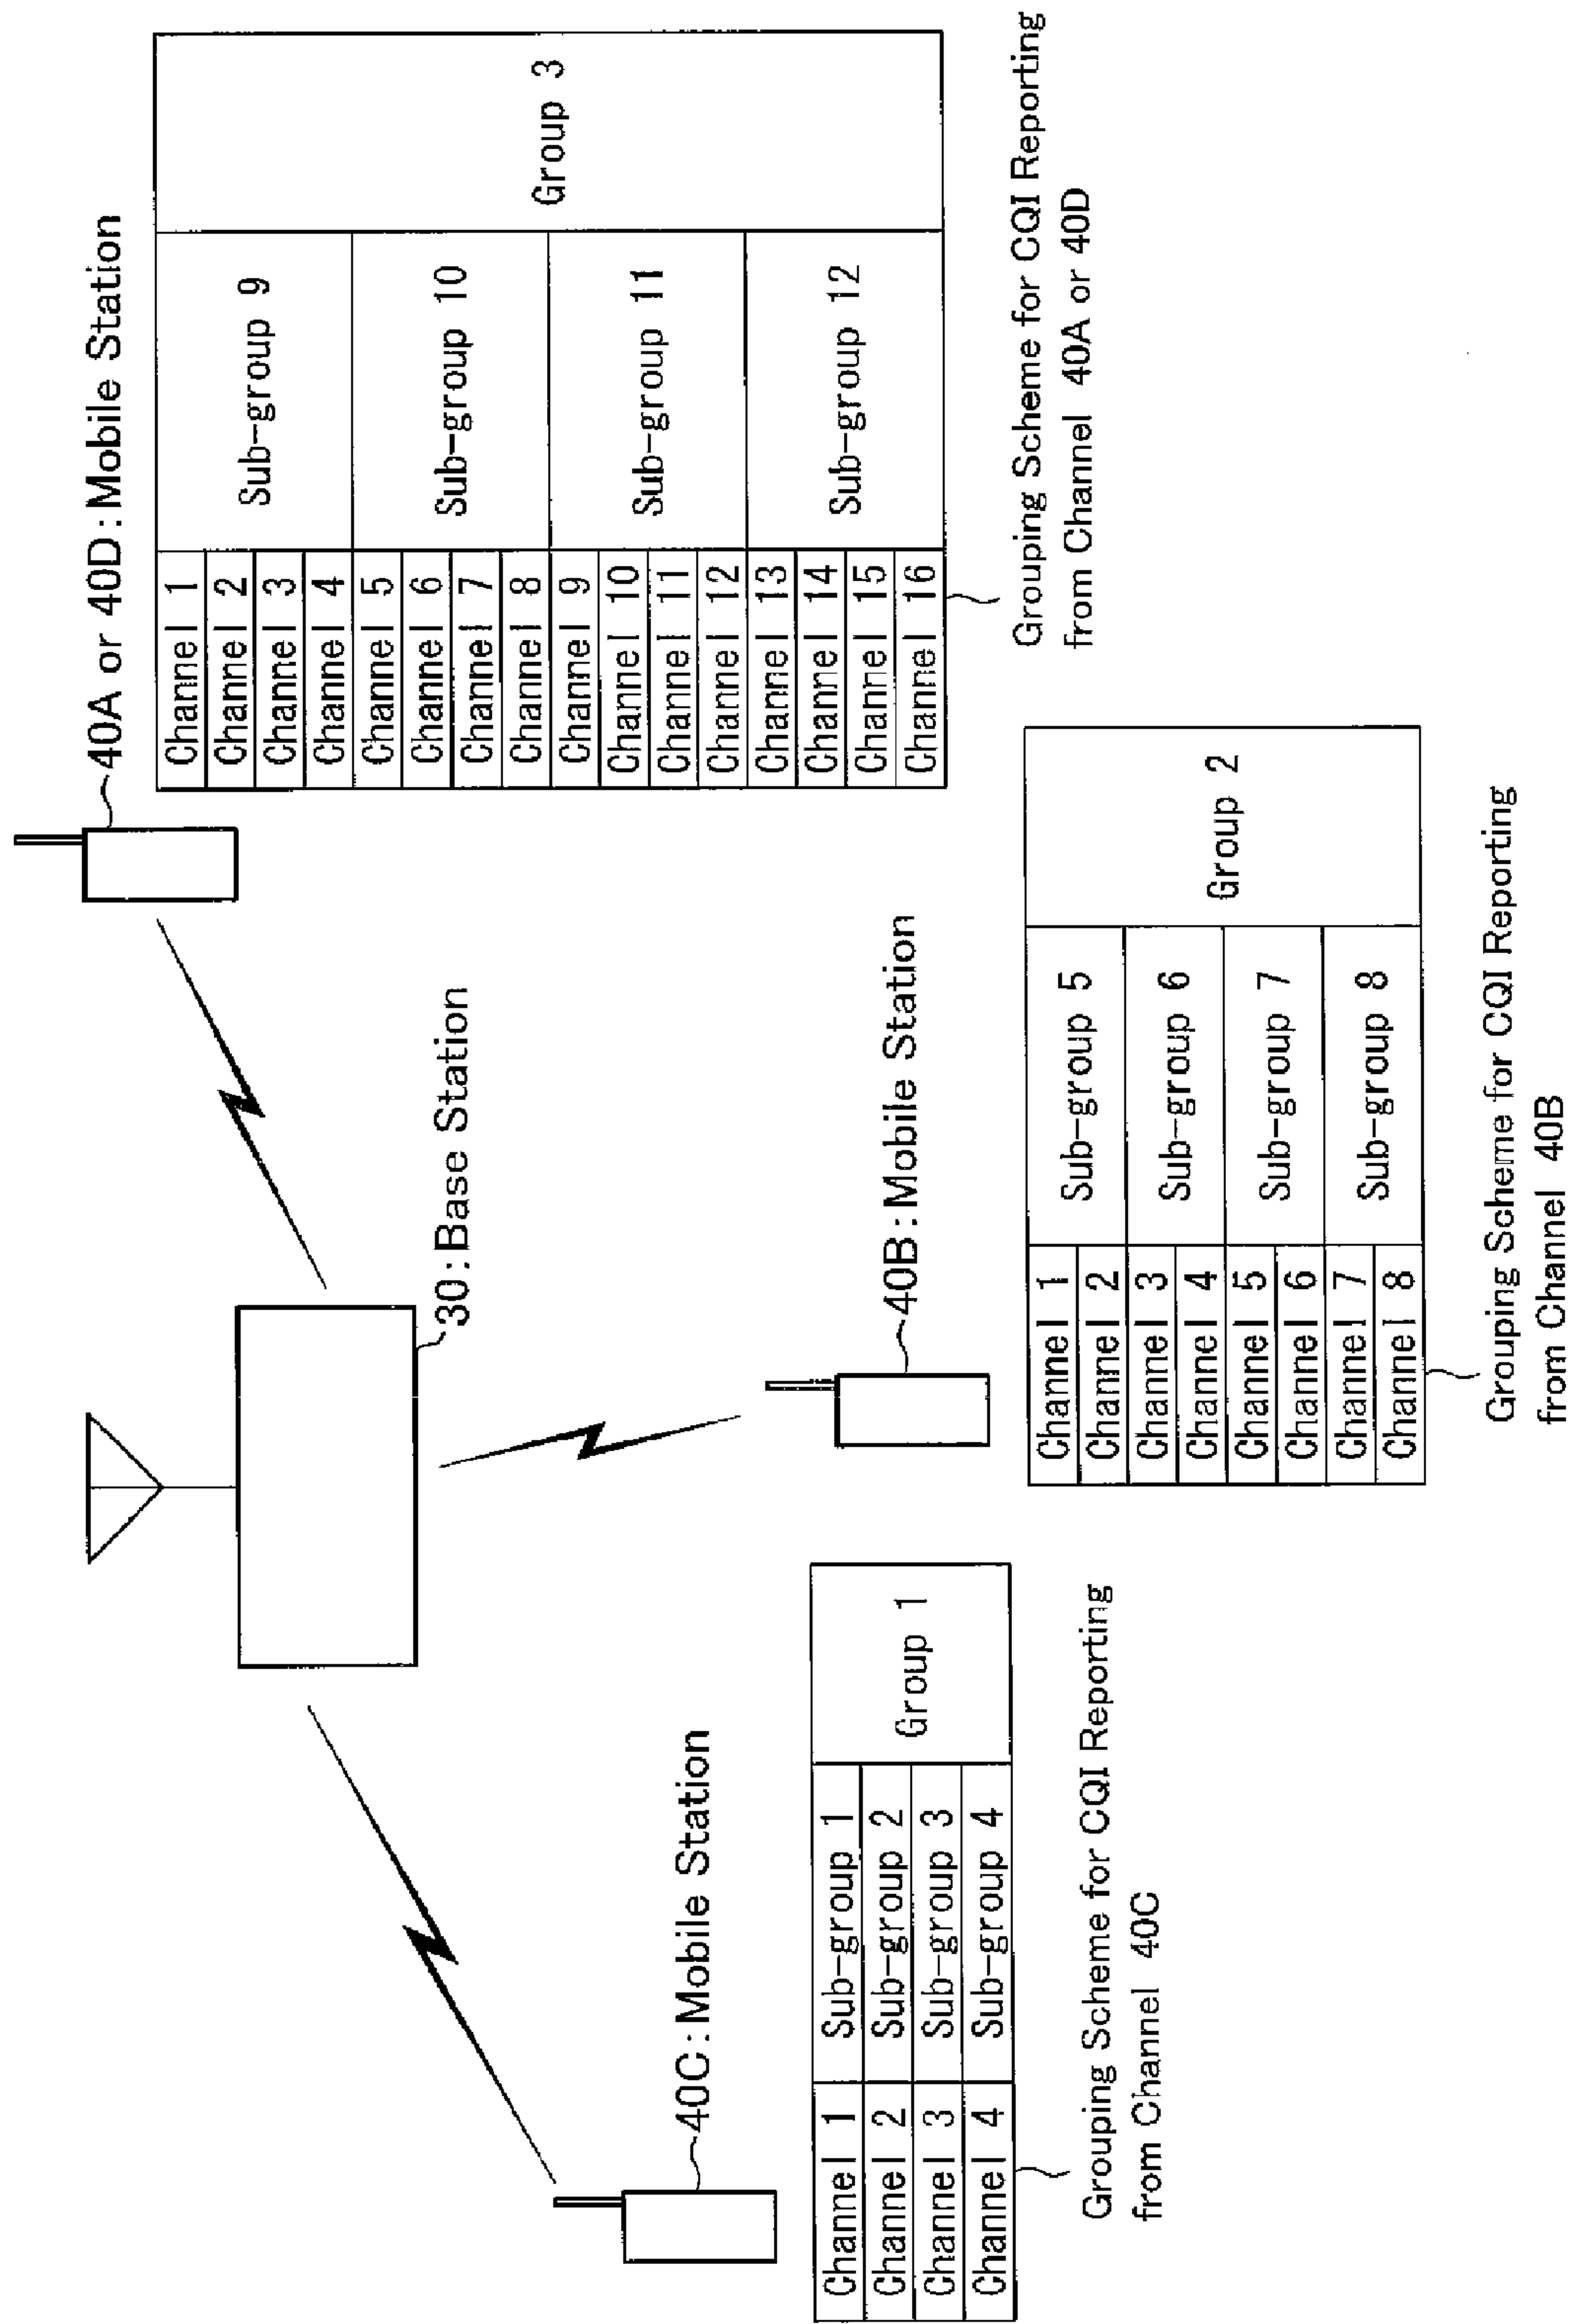 40A or 40D:Mobile Station
Channel 1
Channel 2
Channel 3
Channel 4
Channel 5
Channel 6
Channel 7
Channel 8
Channel 9
Channel 10
Channel 11
Channel 12
Channel 13
Channel 14
Channel 15
Channel 16
Sub-group 9
Sub-group 10
Sub-group 11
Sub-group 12
Group 3
Grouping Scheme for CQI Reporting
from Channel 40A or 40D
30:Base Station
40B:Mobile Station
Channel 1
Channel 2
Channel 3
Channel 4
Channel 5
Channel 6
Channel 7
Channel 8
Sub-group 5
Sub-group 6
Sub-group 7
Sub-group 8
Group 2
Grouping Scheme for CQI Reporting
from Channel 40B
40C:Mobile Station
Channel 1
Channel 2
Channel 3
Channel 4
Sub-group 1
Sub-group 2
Sub-group 3
Sub-group 4
Group 1
Grouping Scheme for CQI Reporting
from Channel 40C